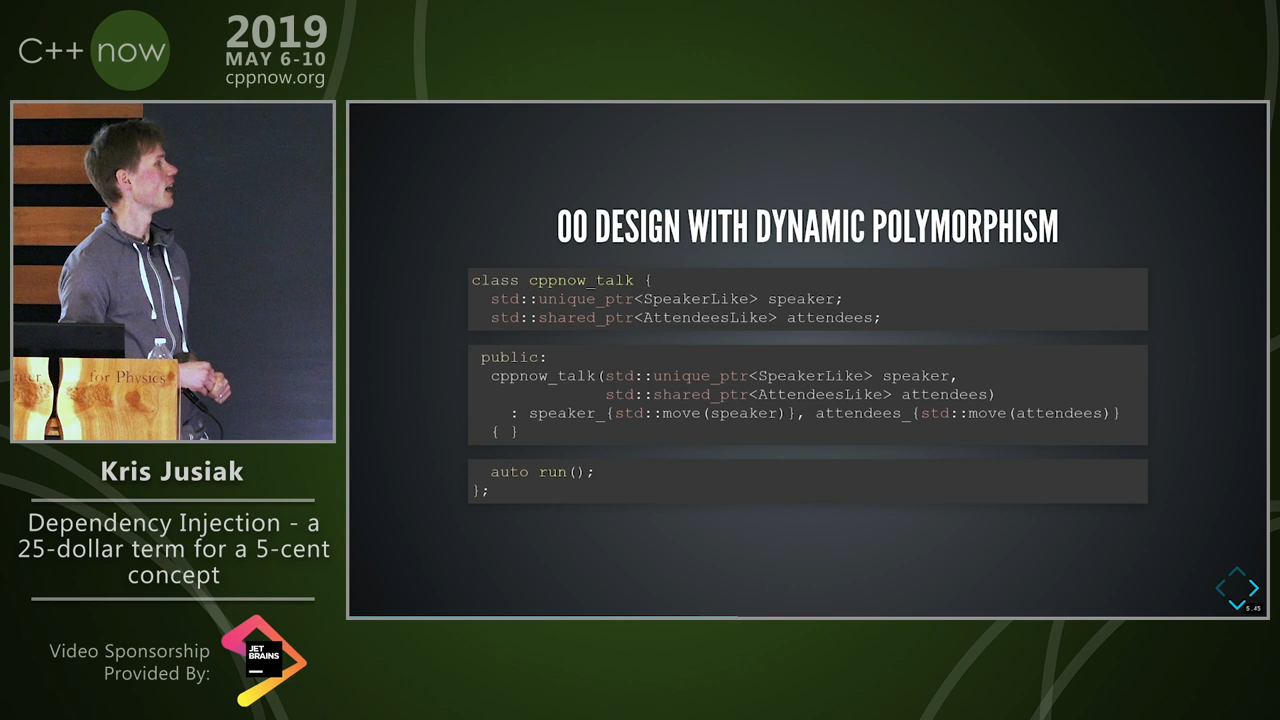 C++ now
2019
MAY 6-10
cppnow.org
for Physics
Kris Jusiak
Dependency Injection - a
25-dollar term for a 5-cent
concept
Video Sponsorship
Provided By:
JET
BRAINS
OO DESIGN WITH DYNAMIC POLYMORPHISM
class cppnow_talk {
std::unique_ptr<SpeakerLike> speaker;
std::shared_ptr<AttendeesLike> attendees;
public:
cppnow_talk(std::unique_ptr<SpeakerLike> speaker,
std::shared_ptr<AttendeesLike> attendees)
: speaker_{std::move(speaker)}, attendees_{std::move(attendees)}
{ }
auto run();
};
5.45